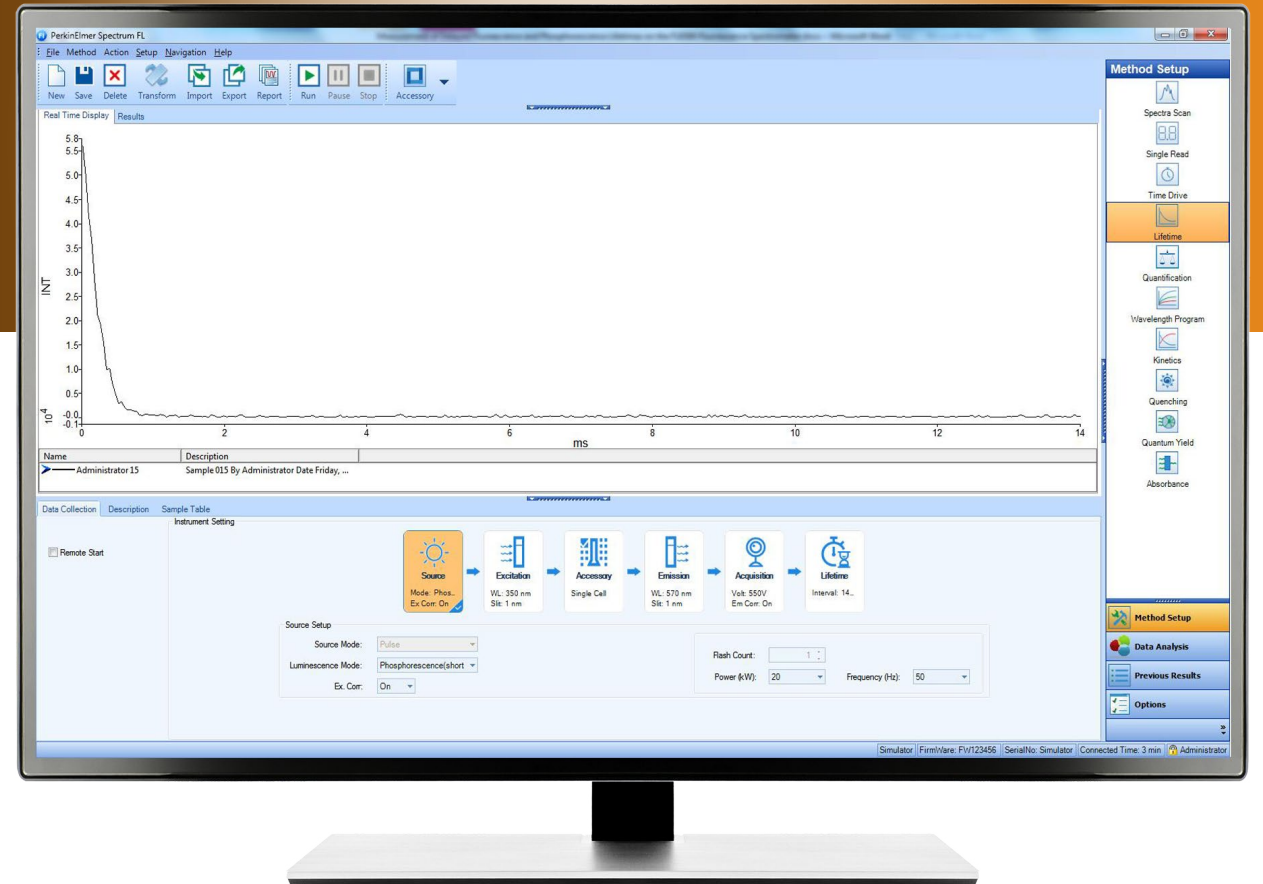 PerkinElmer Spectrum FL
File Method Action Setup Navigation Help
New Save Delete Transform Import Export Report Run Pause Stop Accessory
Real Time Display Results
5.8
5.5
5.0
4.5
4.0
3.5
3.0
2.5
2.0
1.5
1.0
0.5
-0.0
-0.1
INT
10^4
0 2 4 6 8 10 12 14
ms
Name Description
Administrator 15 Sample 015 By Administrator Date Friday, ...
Data Collection Description Sample Table
Instrument Setting
Remote Start
Source Excitation Accessory Emission Acquisition Lifetime
Mode: Phos.. WL: 350 nm Single Cell WL: 570 nm Volt: 550V Interval: 14..
Ex Corr: On Slit: 1 nm Slit: 1 nm Em Corr: On
Source Setup
Source Mode: Pulse
Luminescence Mode: Phosphorescence(short
Ex. Corr: On
Flash Count: 1
Power (kW): 20 Frequency (Hz): 50
Method Setup
Spectra Scan
8.8
Single Read
Time Drive
Lifetime
Quantification
Wavelength Program
Kinetics
Quenching
Quantum Yield
Absorbance
Method Setup
Data Analysis
Previous Results
Options
Simulator FirmWare: FW123456 SerialNo: Simulator Connected Time: 3 min Administrator